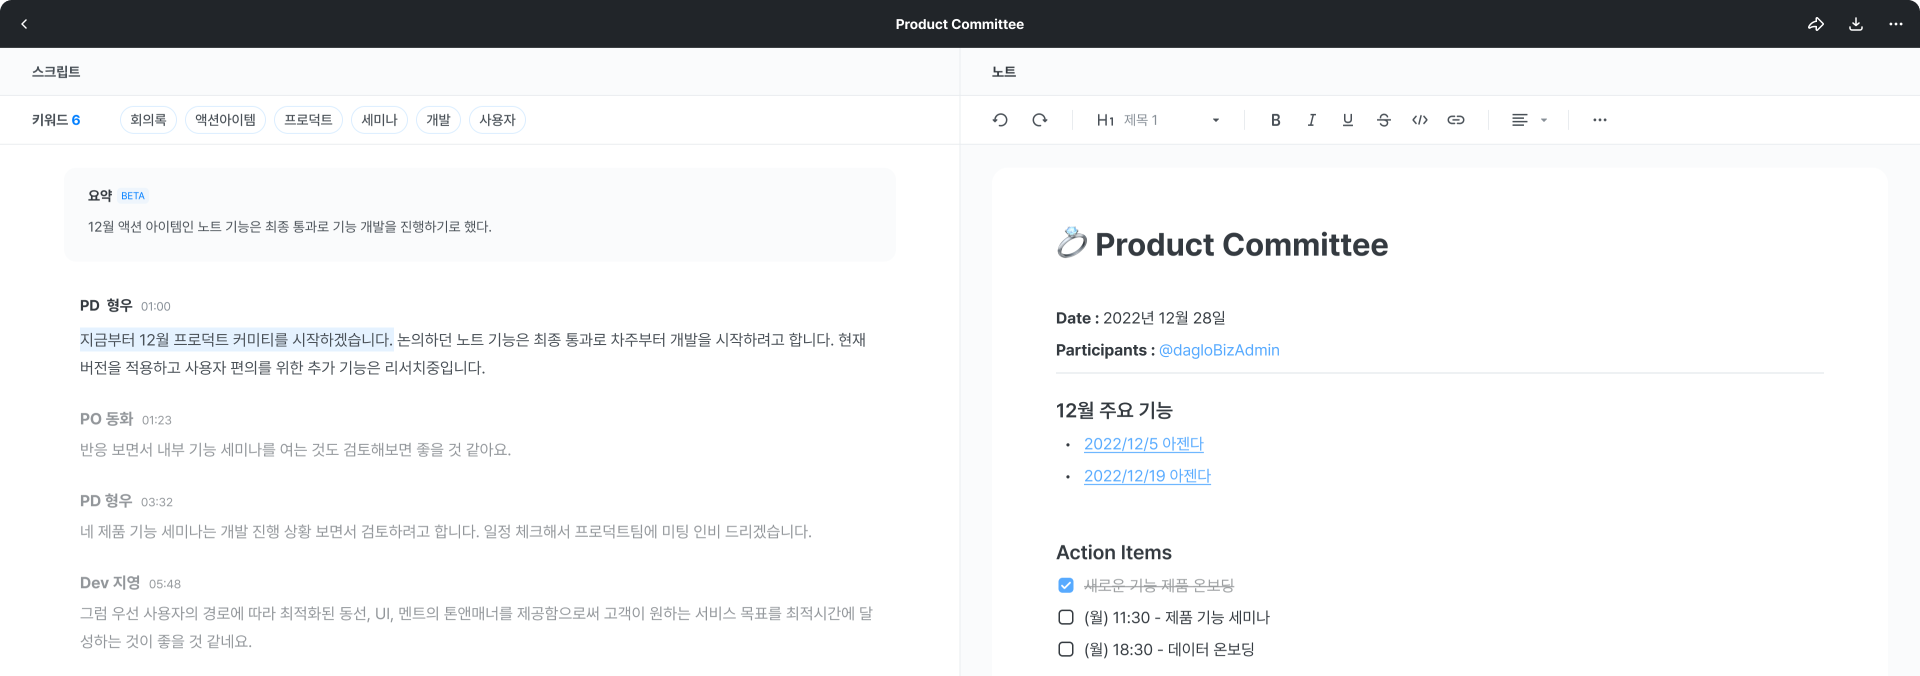 Product Committee
스크립트
키워드 6
회의록
액션아이템
프로덕트
세미나
개발
사용자
요약 BETA
12월 액션 아이템인 노트 기능은 최종 통과로 기능 개발을 진행하기로 했다.
PD 형우 01:00
지금부터 12월 프로덕트 커미티를 시작하겠습니다. 논의하던 노트 기능은 최종 통과로 차주부터 개발을 시작하려고 합니다. 현재
버전을 적용하고 사용자 편의를 위한 추가 기능은 리서치중입니다.
PO 동화 01:23
반응 보면서 내부 기능 세미나를 여는 것도 검토해보면 좋을 것 같아요.
PD 형우 03:32
네 제품 기능 세미나는 개발 진행 상황 보면서 검토하려고 합니다. 일정 체크해서 프로덕트팀에 미팅 인비 드리겠습니다.
Dev 지영 05:48
그럼 우선 사용자의 경로에 따라 최적화된 동선, UI, 멘트의 톤앤매너를 제공함으로써 고객이 원하는 서비스 목표를 최적시간에 달
성하는 것이 좋을 것 같네요.
노트
H1 제목 1
B I U S </>
Product Committee
Date : 2022년 12월 28일
Participants : @dagloBizAdmin
12월 주요 기능
• 2022/12/5 아젠다
• 2022/12/19 아젠다
Action Items
새로운 기능 제품 온보딩
(월) 11:30 - 제품 기능 세미나
(월) 18:30 - 데이터 온보딩